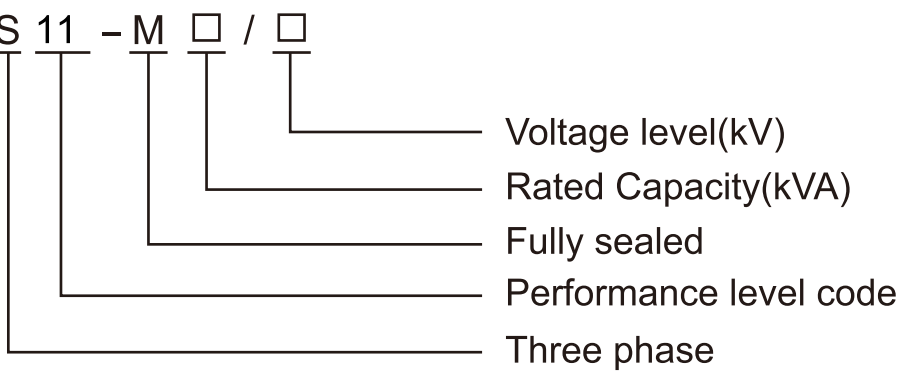 S 11 - M □ / □
Voltage level(kV)
Rated Capacity(kVA)
Fully sealed
Performance level code
Three phase